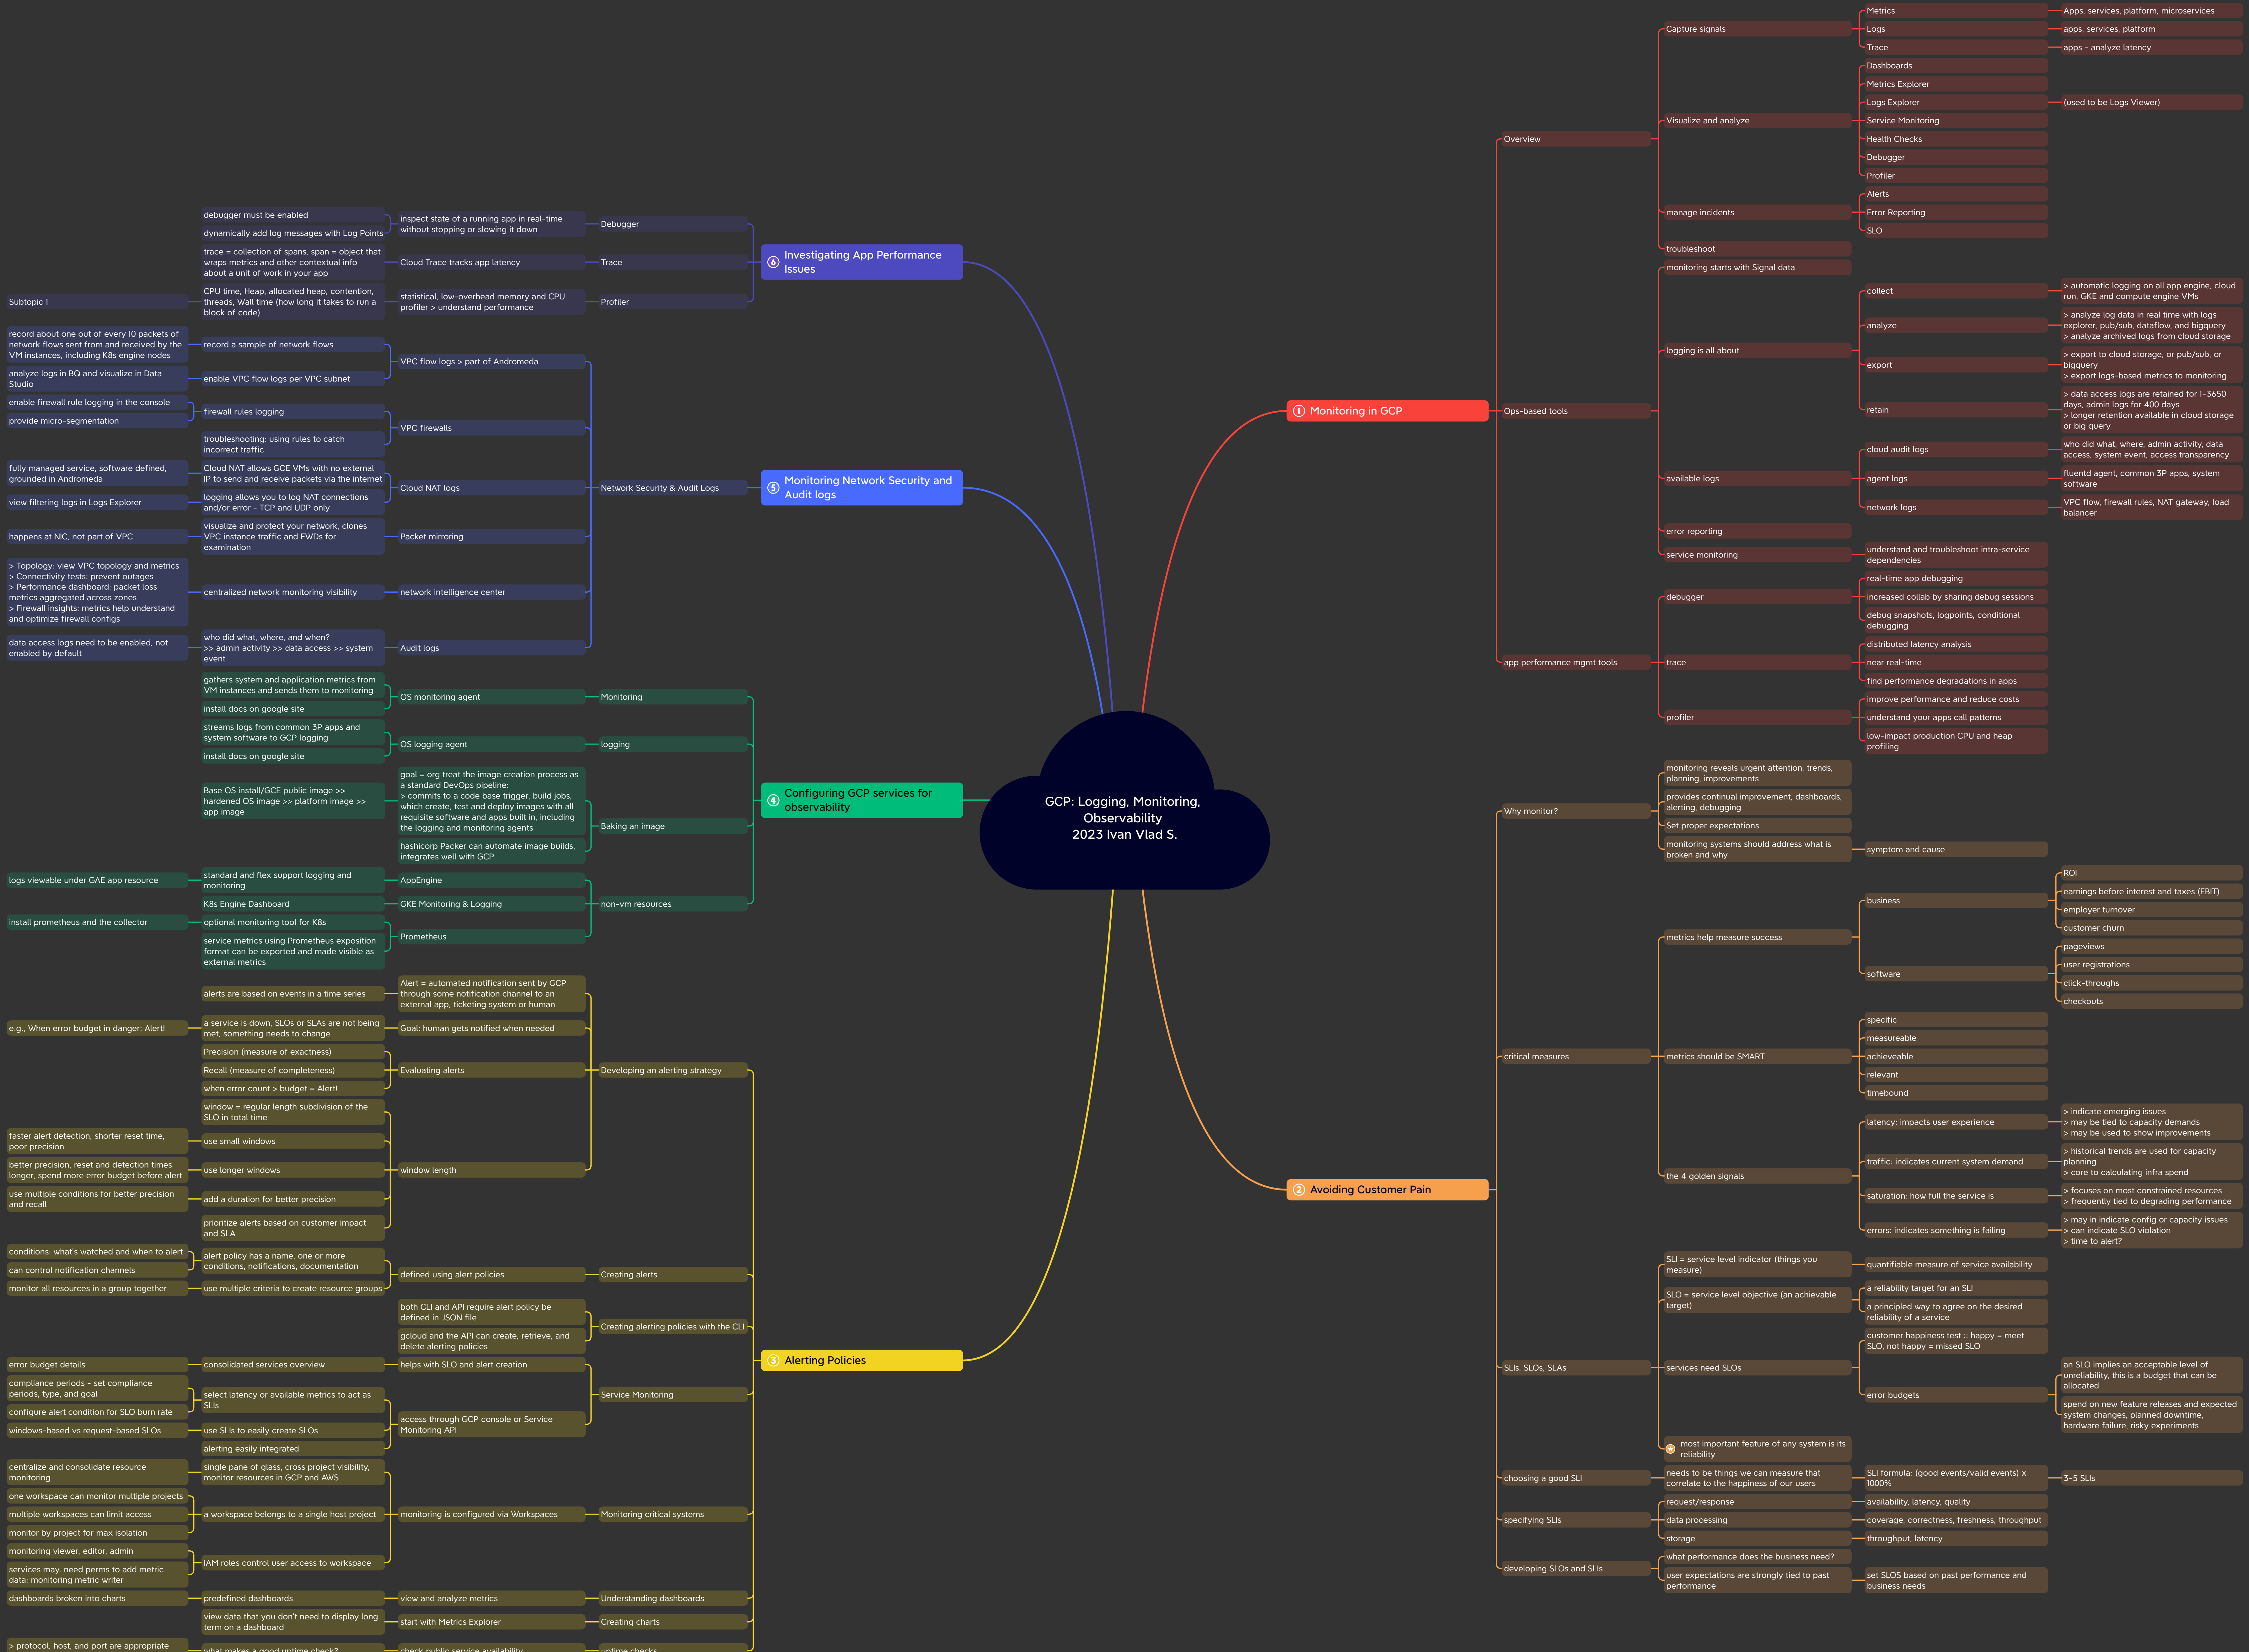 GCP: Logging, Monitoring,
Observability
2023 Ivan Vlad S.
① Monitoring in GCP
Overview
Capture signals
Metrics
Apps, services, platform, microservices
Logs
apps, services, platform
Trace
apps - analyze latency
Visualize and analyze
Dashboards
Metrics Explorer
Logs Explorer
(used to be Logs Viewer)
Service Monitoring
Health Checks
Debugger
Profiler
manage incidents
Alerts
Error Reporting
SLO
troubleshoot
Ops-based tools
monitoring starts with Signal data
logging is all about
collect
> automatic logging on all app engine, cloud
run, GKE and compute engine VMs
analyze
> analyze log data in real time with logs
explorer, pub/sub, dataflow, and bigquery
> analyze archived logs from cloud storage
export
> export to cloud storage, or pub/sub, or
bigquery
> export logs-based metrics to monitoring
retain
> data access logs are retained for 1-3650
days, admin logs for 400 days
> longer retention available in cloud storage
or big query
available logs
cloud audit logs
who did what, where, admin activity, data
access, system event, access transparency
agent logs
fluentd agent, common 3P apps, system
software
network logs
VPC flow, firewall rules, NAT gateway, load
balancer
error reporting
service monitoring
understand and troubleshoot intra-service
dependencies
app performance mgmt tools
debugger
real-time app debugging
increased collab by sharing debug sessions
debug snapshots, logpoints, conditional
debugging
trace
distributed latency analysis
near real-time
find performance degradations in apps
profiler
improve performance and reduce costs
understand your apps call patterns
low-impact production CPU and heap
profiling
② Avoiding Customer Pain
Why monitor?
monitoring reveals urgent attention, trends,
planning, improvements
provides continual improvement, dashboards,
alerting, debugging
Set proper expectations
monitoring systems should address what is
broken and why
symptom and cause
critical measures
metrics help measure success
business
ROI
earnings before interest and taxes (EBIT)
employer turnover
customer churn
software
pageviews
user registrations
click-throughs
checkouts
metrics should be SMART
specific
measureable
achieveable
relevant
timebound
the 4 golden signals
latency: impacts user experience
> indicate emerging issues
> may be tied to capacity demands
> may be used to show improvements
traffic: indicates current system demand
> historical trends are used for capacity
planning
> core to calculating infra spend
saturation: how full the service is
> focuses on most constrained resources
> frequently tied to degrading performance
errors: indicates something is failing
> may in indicate config or capacity issues
> can indicate SLO violation
> time to alert?
SLIs, SLOs, SLAs
SLI = service level indicator (things you
measure)
quantifiable measure of service availability
SLO = service level objective (an achievable
target)
a reliability target for an SLI
a principled way to agree on the desired
reliability of a service
services need SLOs
customer happiness test :: happy = meet
SLO, not happy = missed SLO
error budgets
an SLO implies an acceptable level of
unreliability, this is a budget that can be
allocated
spend on new feature releases and expected
system changes, planned downtime,
hardware failure, risky experiments
most important feature of any system is its
reliability
choosing a good SLI
needs to be things we can measure that
correlate to the happiness of our users
SLI formula: (good events/valid events) x
1000%
3-5 SLIs
specifying SLIs
request/response
availability, latency, quality
data processing
coverage, correctness, freshness, throughput
storage
throughput, latency
developing SLOs and SLIs
what performance does the business need?
user expectations are strongly tied to past
performance
set SLOS based on past performance and
business needs
③ Alerting Policies
Developing an alerting strategy
Alert = automated notification sent by GCP
through some notification channel to an
external app, ticketing system or human
alerts are based on events in a time series
Goal: human gets notified when needed
a service is down, SLOs or SLAs are not being
met, something needs to change
e.g., When error budget in danger: Alert!
Evaluating alerts
Precision (measure of exactness)
Recall (measure of completeness)
when error count > budget = Alert!
window length
window = regular length subdivision of the
SLO in total time
use small windows
faster alert detection, shorter reset time,
poor precision
use longer windows
better precision, reset and detection times
longer, spend more error budget before alert
add a duration for better precision
use multiple conditions for better precision
and recall
prioritize alerts based on customer impact
and SLA
Creating alerts
defined using alert policies
alert policy has a name, one or more
conditions, notifications, documentation
conditions: what's watched and when to alert
can control notification channels
use multiple criteria to create resource groups
monitor all resources in a group together
Creating alerting policies with the CLI
both CLI and API require alert policy be
defined in JSON file
gcloud and the API can create, retrieve, and
delete alerting policies
Service Monitoring
helps with SLO and alert creation
consolidated services overview
error budget details
access through GCP console or Service
Monitoring API
select latency or available metrics to act as
SLIs
compliance periods - set compliance
periods, type, and goal
configure alert condition for SLO burn rate
use SLIs to easily create SLOs
windows-based vs request-based SLOs
alerting easily integrated
Monitoring critical systems
monitoring is configured via Workspaces
single pane of glass, cross project visibility,
monitor resources in GCP and AWS
centralize and consolidate resource
monitoring
a workspace belongs to a single host project
one workspace can monitor multiple projects
multiple workspaces can limit access
monitor by project for max isolation
IAM roles control user access to workspace
monitoring viewer, editor, admin
services may. need perms to add metric
data: monitoring metric writer
Understanding dashboards
view and analyze metrics
predefined dashboards
dashboards broken into charts
Creating charts
start with Metrics Explorer
view data that you don't need to display long
term on a dashboard
uptime checks
check public service availability
what makes a good uptime check?
> protocol, host, and port are appropriate
④ Configuring GCP services for
observability
Monitoring
OS monitoring agent
gathers system and application metrics from
VM instances and sends them to monitoring
install docs on google site
logging
OS logging agent
streams logs from common 3P apps and
system software to GCP logging
install docs on google site
Baking an image
goal = org treat the image creation process as
a standard DevOps pipeline:
> commits to a code base trigger, build jobs,
which create, test and deploy images with all
requisite software and apps built in, including
the logging and monitoring agents
Base OS install/GCE public image >>
hardened OS image >> platform image >>
app image
hashicorp Packer can automate image builds,
integrates well with GCP
non-vm resources
AppEngine
standard and flex support logging and
monitoring
logs viewable under GAE app resource
GKE Monitoring & Logging
K8s Engine Dashboard
Prometheus
optional monitoring tool for K8s
install prometheus and the collector
service metrics using Prometheus exposition
format can be exported and made visible as
external metrics
⑤ Monitoring Network Security and
Audit logs
Network Security & Audit Logs
VPC flow logs > part of Andromeda
record a sample of network flows
record about one out of every 10 packets of
network flows sent from and received by the
VM instances, including K8s engine nodes
enable VPC flow logs per VPC subnet
analyze logs in BQ and visualize in Data
Studio
VPC firewalls
firewall rules logging
enable firewall rule logging in the console
provide micro-segmentation
troubleshooting: using rules to catch
incorrect traffic
Cloud NAT logs
Cloud NAT allows GCE VMs with no external
IP to send and receive packets via the internet
fully managed service, software defined,
grounded in Andromeda
logging allows you to log NAT connections
and/or error - TCP and UDP only
view filtering logs in Logs Explorer
Packet mirroring
visualize and protect your network, clones
VPC instance traffic and FWDs for
examination
happens at NIC, not part of VPC
network intelligence center
centralized network monitoring visibility
> Topology: view VPC topology and metrics
> Connectivity tests: prevent outages
> Performance dashboard: packet loss
metrics aggregated across zones
> Firewall insights: metrics help understand
and optimize firewall configs
Audit logs
who did what, where, and when?
>> admin activity >> data access >> system
event
data access logs need to be enabled, not
enabled by default
⑥ Investigating App Performance
Issues
Debugger
inspect state of a running app in real-time
without stopping or slowing it down
debugger must be enabled
dynamically add log messages with Log Points
Trace
Cloud Trace tracks app latency
trace = collection of spans, span = object that
wraps metrics and other contextual info
about a unit of work in your app
Profiler
statistical, low-overhead memory and CPU
profiler > understand performance
CPU time, Heap, allocated heap, contention,
threads, Wall time (how long it takes to run a
block of code)
Subtopic 1